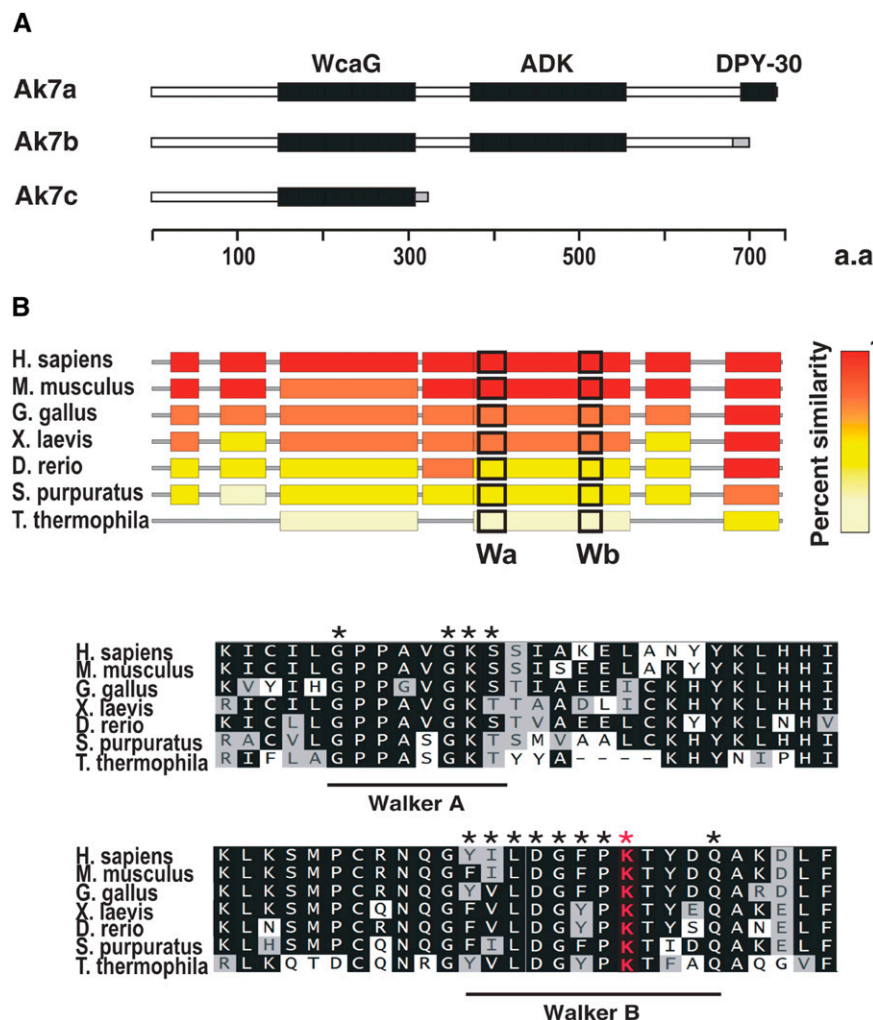 A
WcaG ADK DPY-30
Ak7a
Ak7b
Ak7c
100 300 500 700 a.a
B
H. sapiens
M. musculus
G. gallus
X. laevis
D. rerio
S. purpuratus
T. thermophila
Wa Wb
Percent similarity
* * * *
H. sapiens K I C I L G P P A V G K S S I A K E L A N Y Y K L H H I
M. musculus K I C I L G P P A V G K S S I S E E L A K Y Y K L H H I
G. gallus K V Y I H G P P G V G K S T I A E E I C K H Y K L H H I
X. laevis R I C I L G P P A V G K T T A A D L I C K H Y K L H H I
D. rerio K I C L L G P P A V G K S T V A E E L C K Y Y K L N H V
S. purpuratus R A C V L G P P A S G K T S M V A A L C K H Y K L H H I
T. thermophila R I F L A G P P A S G K T Y Y A - - - - K H Y N I P H I
Walker A
* * * * * * * * *
H. sapiens K L K S M P C R N Q G Y I L D G F P K T Y D Q A K D L F
M. musculus K L K S M P C R N Q G F I L D G F P K T Y D Q A K D L F
G. gallus K L K S M P C R N Q G Y V L D G F P K T Y D Q A R D L F
X. laevis K L K S M P C Q N Q G F V L D G Y P K T Y E Q A K E L F
D. rerio K L N S M P C R N Q G F V L D G Y P K T Y S Q A N E L F
S. purpuratus K L H S M P C Q N Q G F I L D G Y P K T I D Q A K E L F
T. thermophila R L K Q T D C Q N R G Y V L D G Y P K T F A Q A Q G V F
Walker B